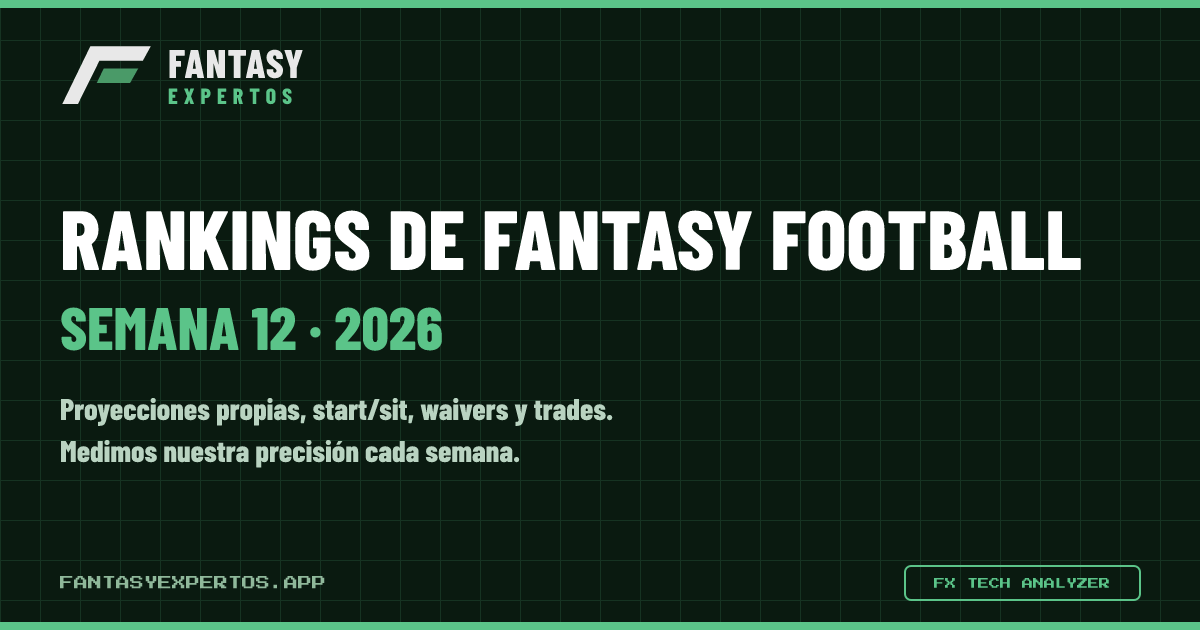 FANTASY
EXPERTOS
RANKINGS DE FANTASY FOOTBALL
SEMANA 12 · 2026
Proyecciones propias, start/sit, waivers y trades.
Medimos nuestra precisión cada semana.
FANTASYEXPERTOS.APP
FX TECH ANALYZER